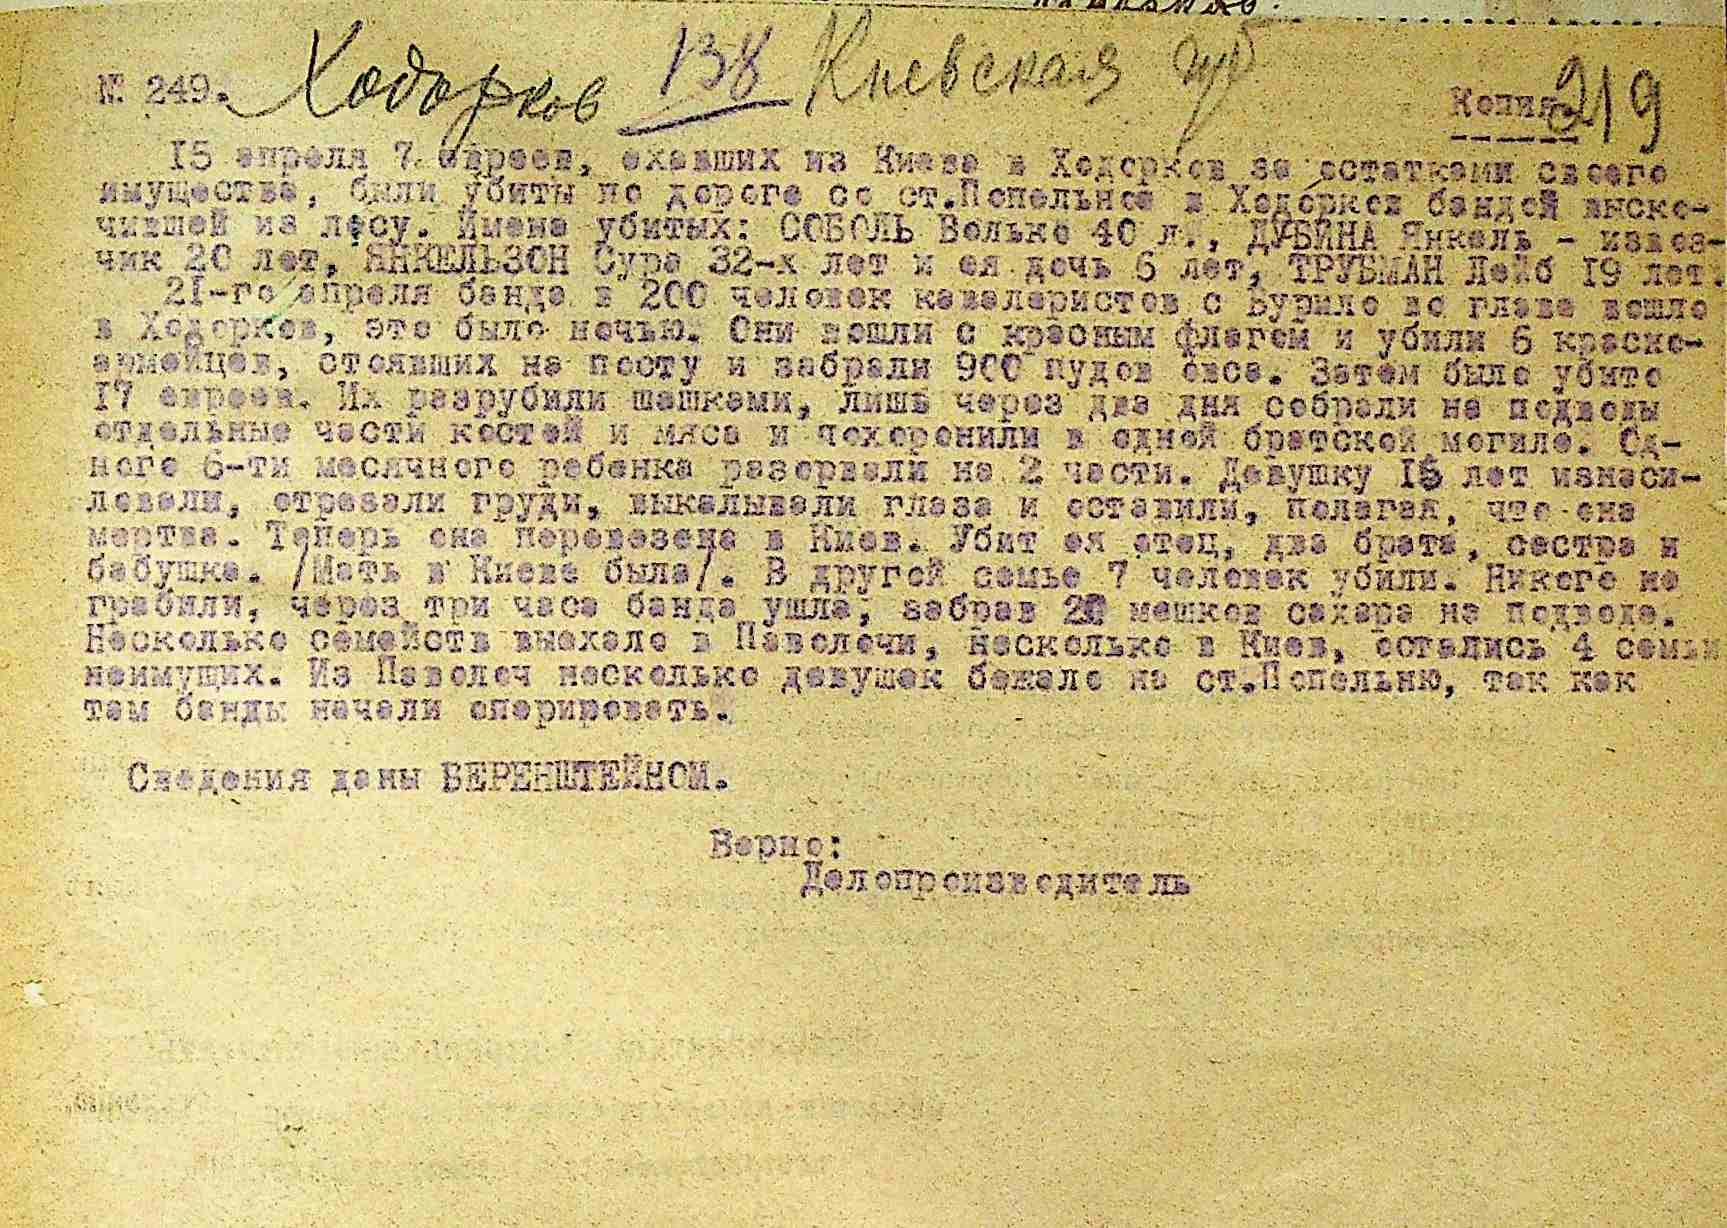 № 249. Ходорков 138 Киевская губ
Копия. 219
15 апреля 7 евреев, ехавших из Киева в Ходорков за остатками своего
имущества, были убиты по дороге со ст.Попельноя в Ходорков бандой выско-
чившей из лесу. Имена убитых: СОБОЛЬ Волько 40 л., ДУБИНА Янкель - извоз-
чик 20 лет, ЯНКЕЛЬЗОН Сура 32-х лет и ея дочь 6 лет, ТРУБМАН Лейб 19 лет.
21-го апреля банда в 200 человек кавалеристов с Бурило во главе вошла
в Ходорков, это было ночью. Они вошли с красным флагом и убили 6 красно-
армейцев, стоявших на посту и забрали 900 пудов овса. Затем было убито
17 евреев. Их разрубили шашками, лишь через два дня собрали на подводы
отдельные части костей и мяса и похоронили в одной братской могиле. Од-
ного 6-ти месячного ребенка разорвали на 2 части. Девушку лет изнаси-
ловали, отрезали груди, выкалывали глаза и оставили, полагая, что она
мертва. Теперь она перевезена в Киев. Убит ея отец, два брата, сестра и
бабушка. /Мать в Киеве была/. В другой семье 7 человек убили. Никого не
грабили, через три часа банда ушла, забрав 20 мешков сахара на подводе.
Несколько семейств выехало в Паволочи, несколько в Киев, остались 4 семьи
неимущих. Из Паволоч несколько девушек бежало на ст.Попельню, так как
там банды начали оперировать.
Сведения даны БЕРЕНШТЕЙНОМ.
Верно:
Делопроизводитель